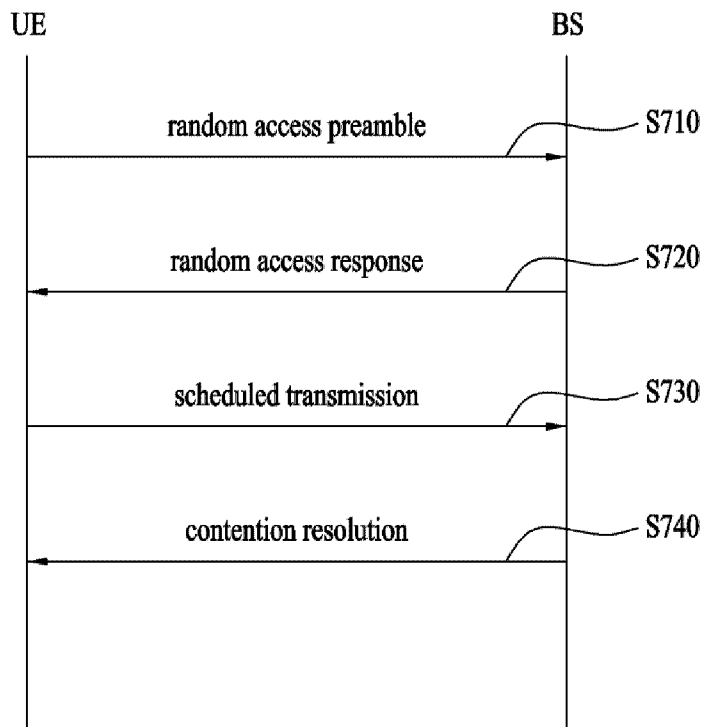 UE
BS
random access preamble
S710
random access response
S720
scheduled transmission
S730
contention resolution
S740